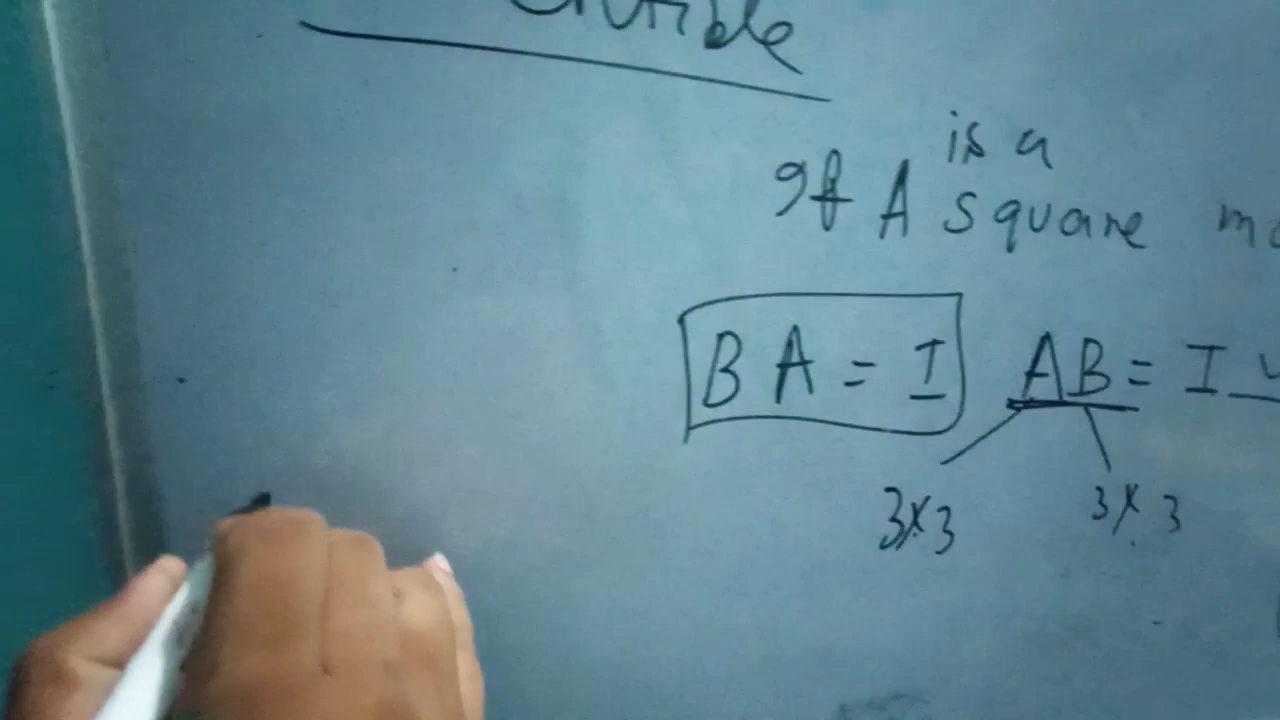 is a
If A square
BA = I AB = I
3x3 3x3